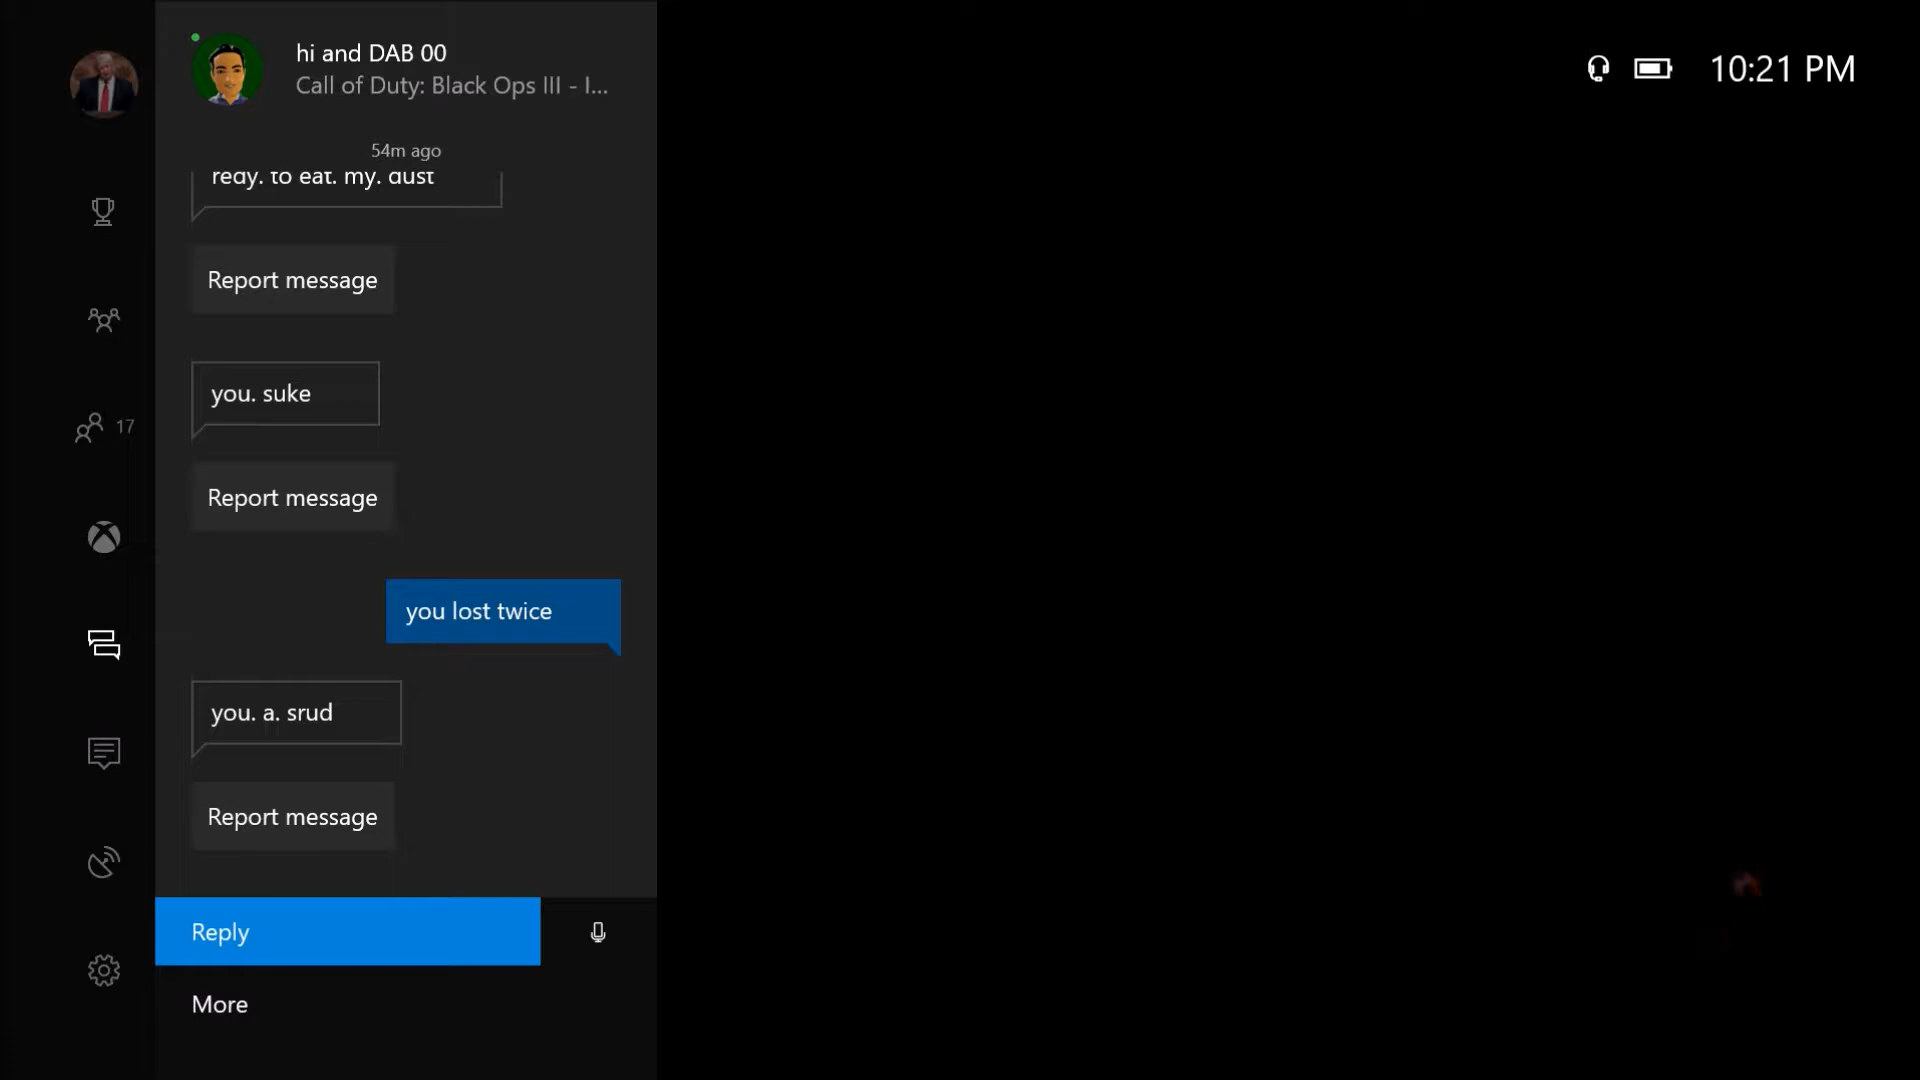 hi and DAB 00
Call of Duty: Black Ops III - I...
10:21 PM
54m ago
redy. to eat. my. dust
Report message
you. suke
17
Report message
you lost twice
you. a. srud
Report message
Reply
More